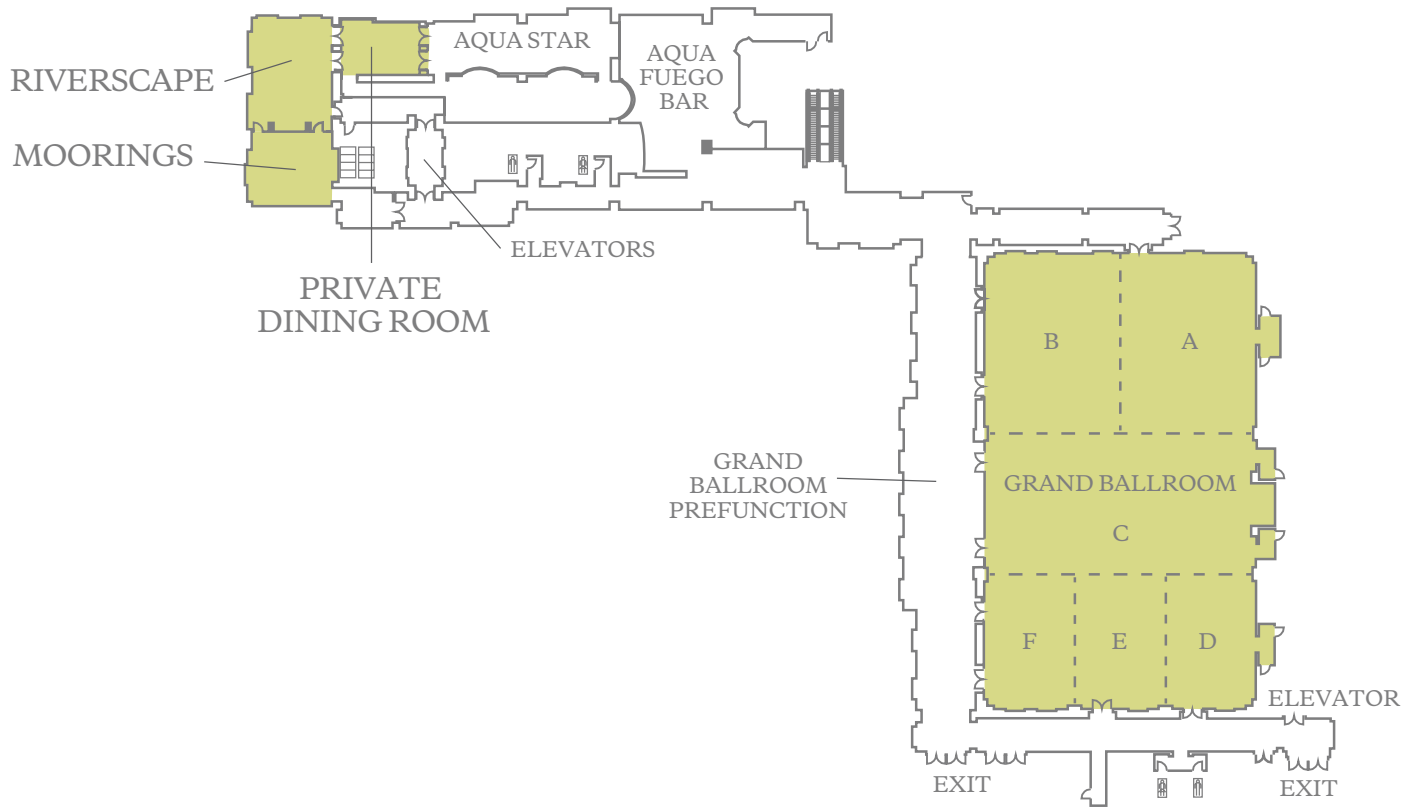 AQUA STAR
AQUA
FUEGO
BAR
RIVERSCAPE
MOORINGS
ELEVATORS
PRIVATE
DINING ROOM
B
A
GRAND
BALLROOM
PREFUNCTION
GRAND BALLROOM
C
F
E
D
ELEVATOR
EXIT
EXIT